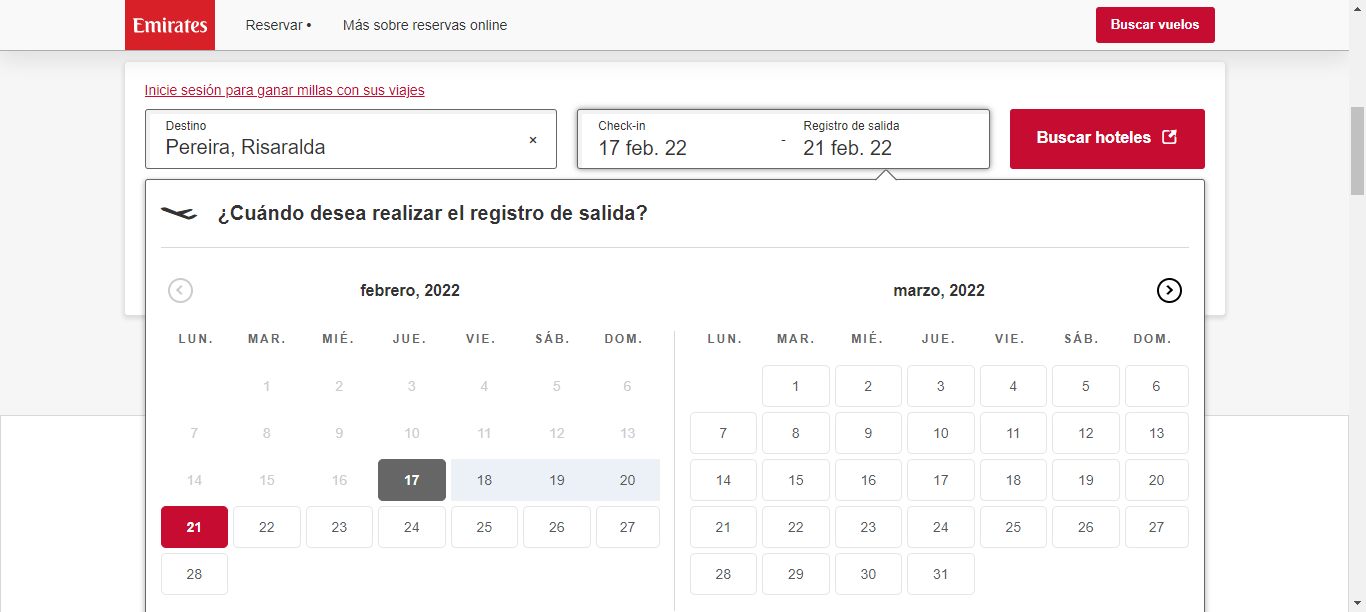 Emirates
Reservar •
Más sobre reservas online
Buscar vuelos
Inicie sesión para ganar millas con sus viajes
Destino
Pereira, Risaralda
×
Check-in
17 feb. 22
-
Registro de salida
21 feb. 22
Buscar hoteles
¿Cuándo desea realizar el registro de salida?
febrero, 2022
LUN. MAR. MIÉ. JUE. VIE. SÁB. DOM.
1 2 3 4 5 6
7 8 9 10 11 12 13
14 15 16 17 18 19 20
21 22 23 24 25 26 27
28
marzo, 2022
LUN. MAR. MIÉ. JUE. VIE. SÁB. DOM.
1 2 3 4 5 6
7 8 9 10 11 12 13
14 15 16 17 18 19 20
21 22 23 24 25 26 27
28 29 30 31